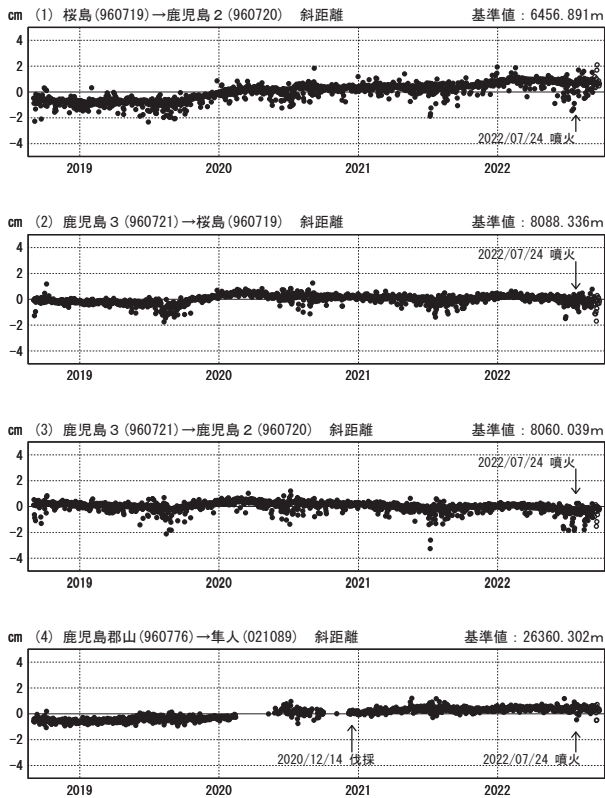 cm (1) 桜島(960719)→鹿児島2(960720) 斜距離 基準値：6456.891m
4
2
0
−2
−4
2022/07/24 噴火
2019 2020 2021 2022
cm (2) 鹿児島3(960721)→桜島(960719) 斜距離 基準値：8088.336m
4
2022/07/24 噴火
2
0
−2
−4
2019 2020 2021 2022
cm (3) 鹿児島3(960721)→鹿児島2(960720) 斜距離 基準値：8060.039m
4
2022/07/24 噴火
2
0
−2
−4
2019 2020 2021 2022
cm (4) 鹿児島郡山(960776)→隼人(021089) 斜距離 基準値：26360.302m
4
2
0
−2
2020/12/14 伐採 2022/07/24 噴火
−4
2019 2020 2021 2022